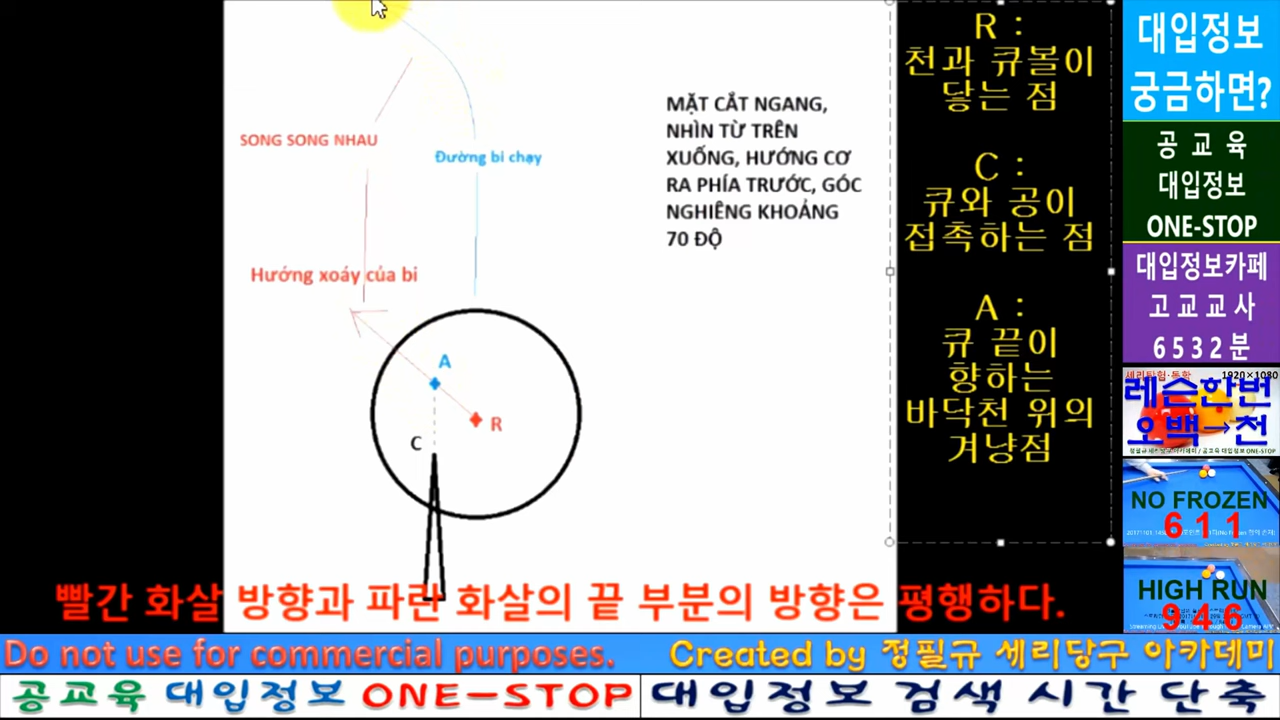 SONG SONG NHAU
Đường bi chạy
Hướng xoáy của bi
A
R
C
MẶT CẮT NGANG,
NHÌN TỪ TRÊN
XUỐNG, HƯỚNG CƠ
RA PHÍA TRƯỚC, GÓC
NGHIÊNG KHOẢNG
70 ĐỘ
R :
천과 큐볼이
닿는 점
C :
큐와 공이
접촉하는 점
A :
큐 끝이
향하는
바닥천 위의
겨냥점
대입정보
궁금하면?
공 교 육
대입정보
ONE-STOP
대입정보카페
고 교 교 사
6 5 3 2 분
1920×1080
레슨한번
오백→천
NO FROZEN
6 1 1
HIGH RUN
9 4 6
빨간 화살 방향과 파란 화살의 끝 부분의 방향은 평행하다.
Do not use for commercial purposes.
Created by 정필규 세리당구 아카데미
공교육 대입정보 ONE-STOP
대입정보 검색 시간 단축